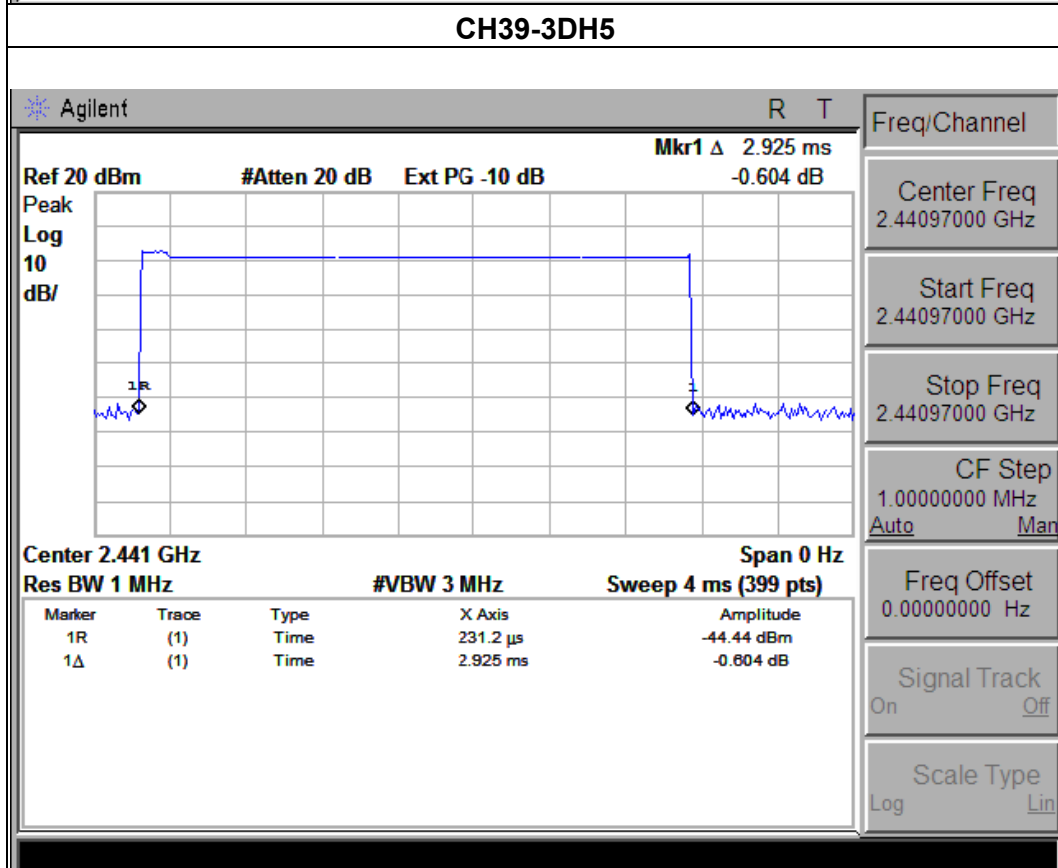 CH39-3DH5
Agilent R T
Mkr1 Δ 2.925 ms
Ref 20 dBm #Atten 20 dB Ext PG -10 dB -0.604 dB
Peak
Log
10
dB/
1R
1
Center 2.441 GHz Span 0 Hz
Res BW 1 MHz #VBW 3 MHz Sweep 4 ms (399 pts)
Marker Trace Type X Axis Amplitude
1R (1) Time 231.2 µs -44.44 dBm
1Δ (1) Time 2.925 ms -0.604 dB
Freq/Channel
Center Freq
2.44097000 GHz
Start Freq
2.44097000 GHz
Stop Freq
2.44097000 GHz
CF Step
1.00000000 MHz
Auto Man
Freq Offset
0.00000000 Hz
Signal Track
On Off
Scale Type
Log Lin